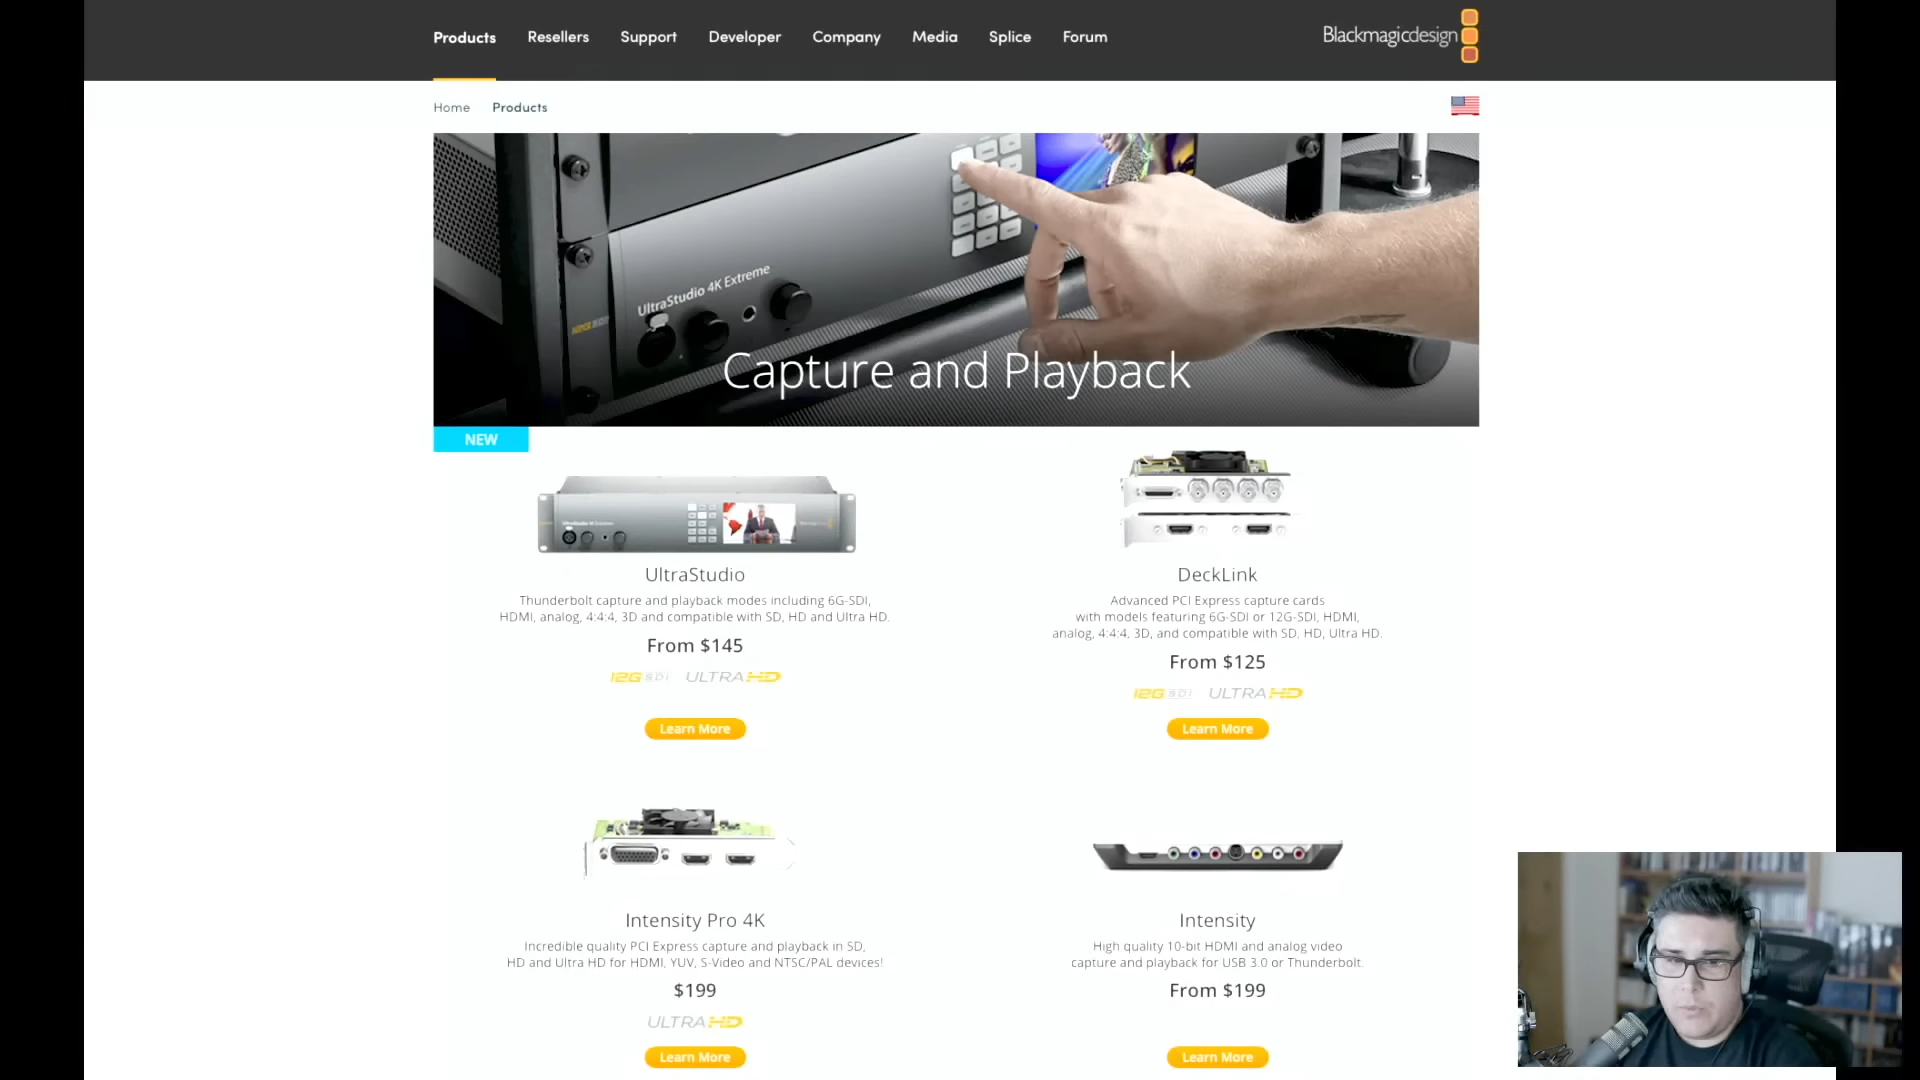 Products
Resellers
Support
Developer
Company
Media
Splice
Forum
Blackmagicdesign
Home
Products
UltraStudio 4K Extreme
Capture and Playback
NEW
UltraStudio
Thunderbolt capture and playback modes including 6G-SDI,
HDMI, analog, 4:4:4, 3D and compatible with SD, HD and Ultra HD.
From $145
12G SDI ULTRA HD
Learn More
DeckLink
Advanced PCI Express capture cards
with models featuring 6G-SDI or 12G-SDI, HDMI,
analog, 4:4:4, 3D, and compatible with SD, HD, Ultra HD.
From $125
12G SDI ULTRA HD
Learn More
Intensity Pro 4K
Incredible quality PCI Express capture and playback in SD,
HD and Ultra HD for HDMI, YUV, S-Video and NTSC/PAL devices!
$199
ULTRA HD
Learn More
Intensity
High quality 10-bit HDMI and analog video
capture and playback for USB 3.0 or Thunderbolt.
From $199
Learn More